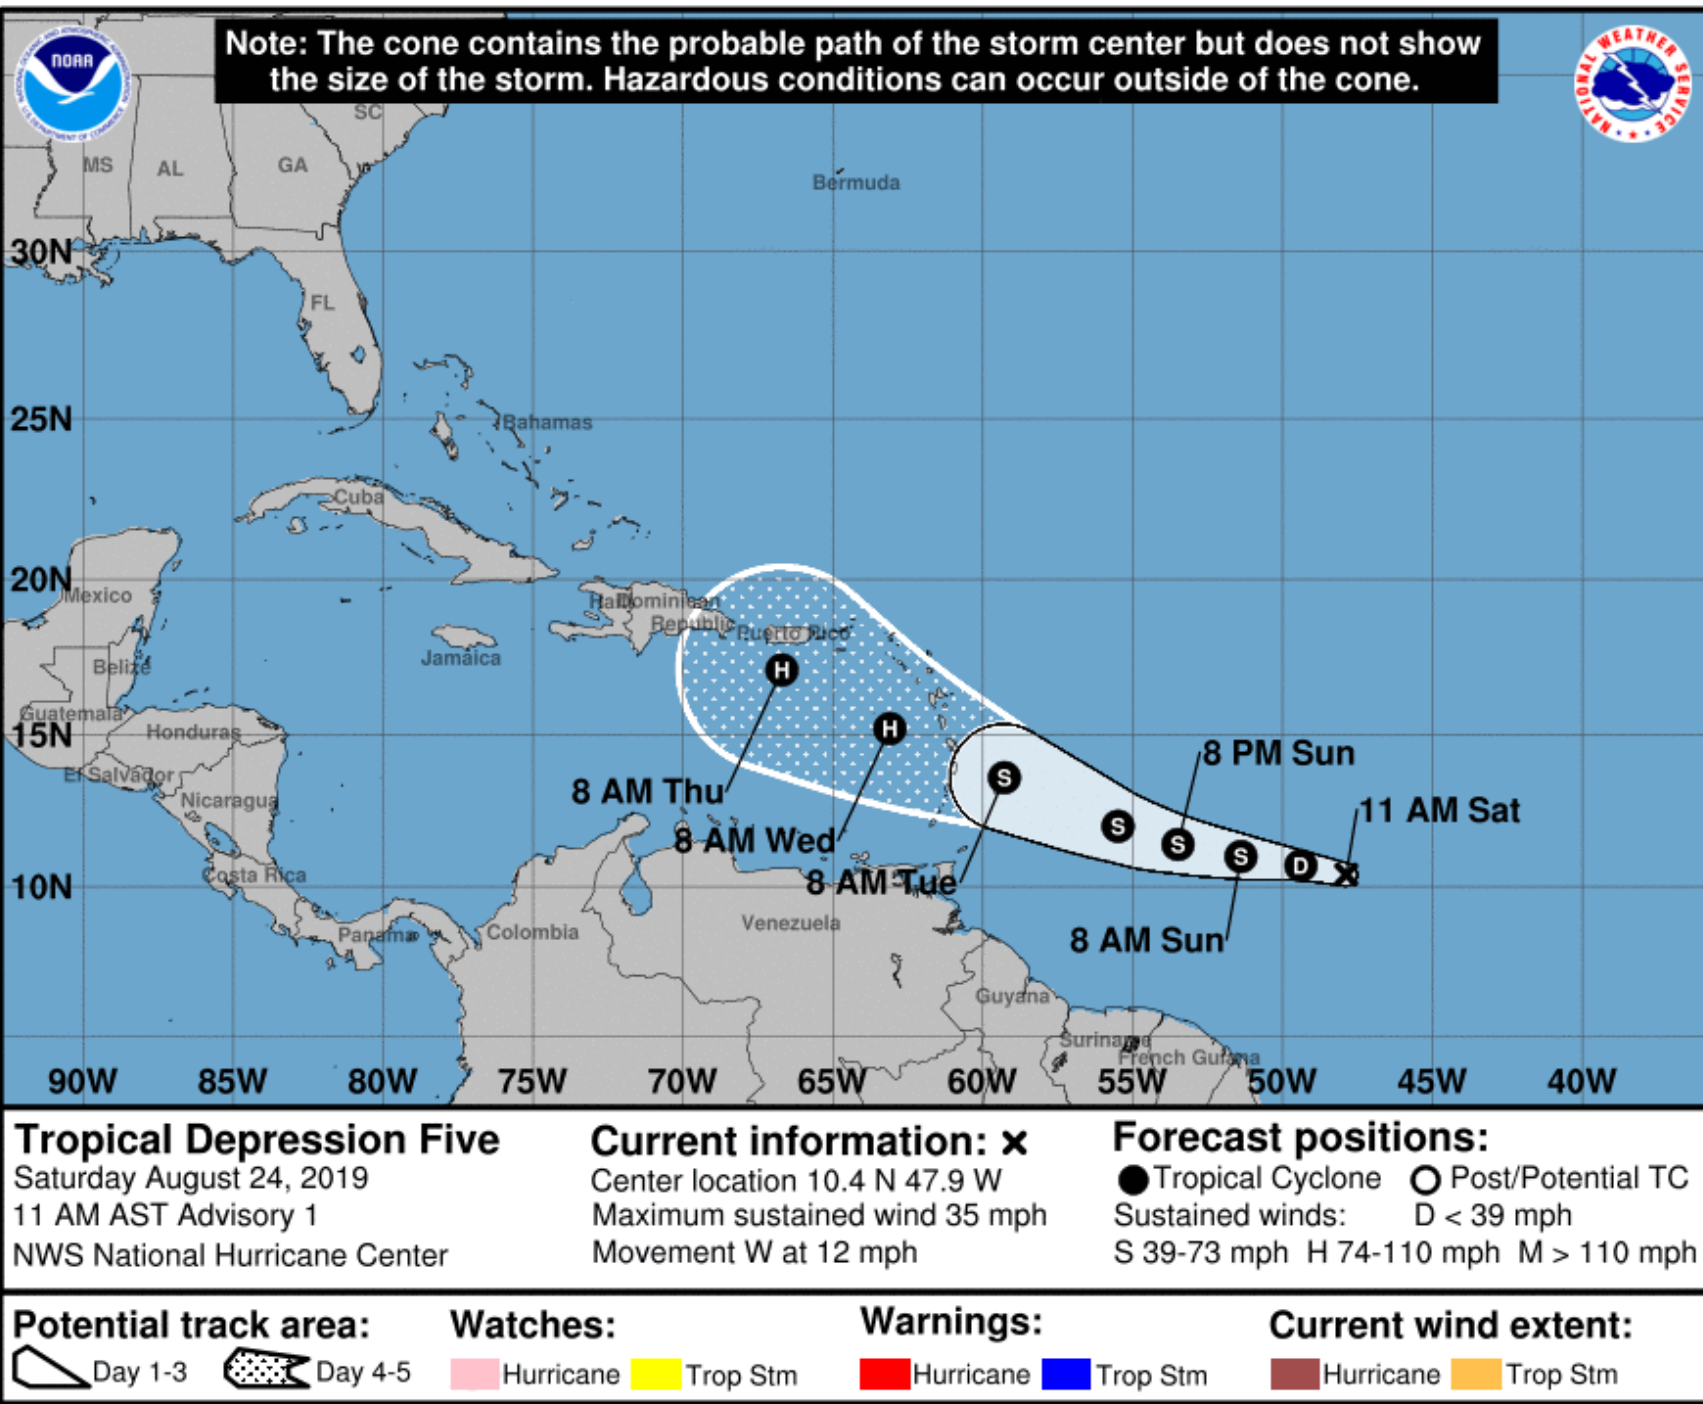 Note: The cone contains the probable path of the storm center but does not show
the size of the storm. Hazardous conditions can occur outside of the cone.
NOAA
NATIONAL WEATHER SERVICE
SC
MS
AL
GA
Bermuda
30N
FL
25N
Bahamas
Cuba
20N
Mexico
Haiti
Dominican
Republic
Puerto Rico
Jamaica
Belize
H
Guatemala
Honduras
15N
H
El Salvador
8 PM Sun
S
Nicaragua
8 AM Thu
11 AM Sat
8 AM Wed
S
S
S
D
Costa Rica
10N
8 AM Tue
Venezuela
Colombia
Panama
8 AM Sun
Guyana
Suriname
French Guiana
90W 85W 80W 75W 70W 65W 60W 55W 50W 45W 40W
Tropical Depression Five
Saturday August 24, 2019
11 AM AST Advisory 1
NWS National Hurricane Center
Current information: x
Center location 10.4 N 47.9 W
Maximum sustained wind 35 mph
Movement W at 12 mph
Forecast positions:
Tropical Cyclone Post/Potential TC
Sustained winds: D < 39 mph
S 39-73 mph H 74-110 mph M > 110 mph
Potential track area:
Day 1-3 Day 4-5
Watches:
Hurricane Trop Stm
Warnings:
Hurricane Trop Stm
Current wind extent:
Hurricane Trop Stm